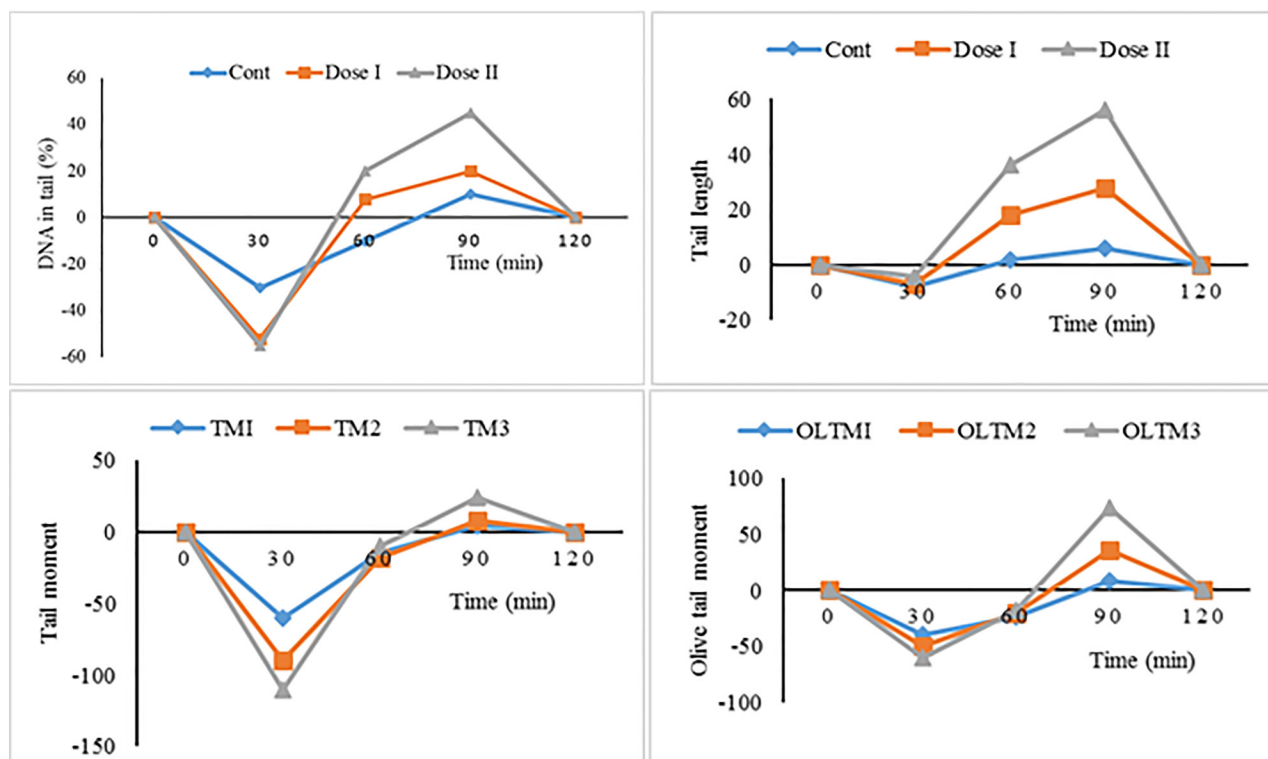 Cont Dose I Dose II
60
40
20
0
-20
-40
-60
DNA in tail (%)
0 30 60 90 120
Time (min)
Cont Dose I Dose II
60
40
20
0
-20
Tail length
0 30 60 90 120
Time (min)
TM1 TM2 TM3
50
0
-50
-100
-150
Tail moment
0 30 60 90 120
Time (min)
OLTM1 OLTM2 OLTM3
100
50
0
-50
-100
Olive tail moment
0 30 60 90 120
Time (min)